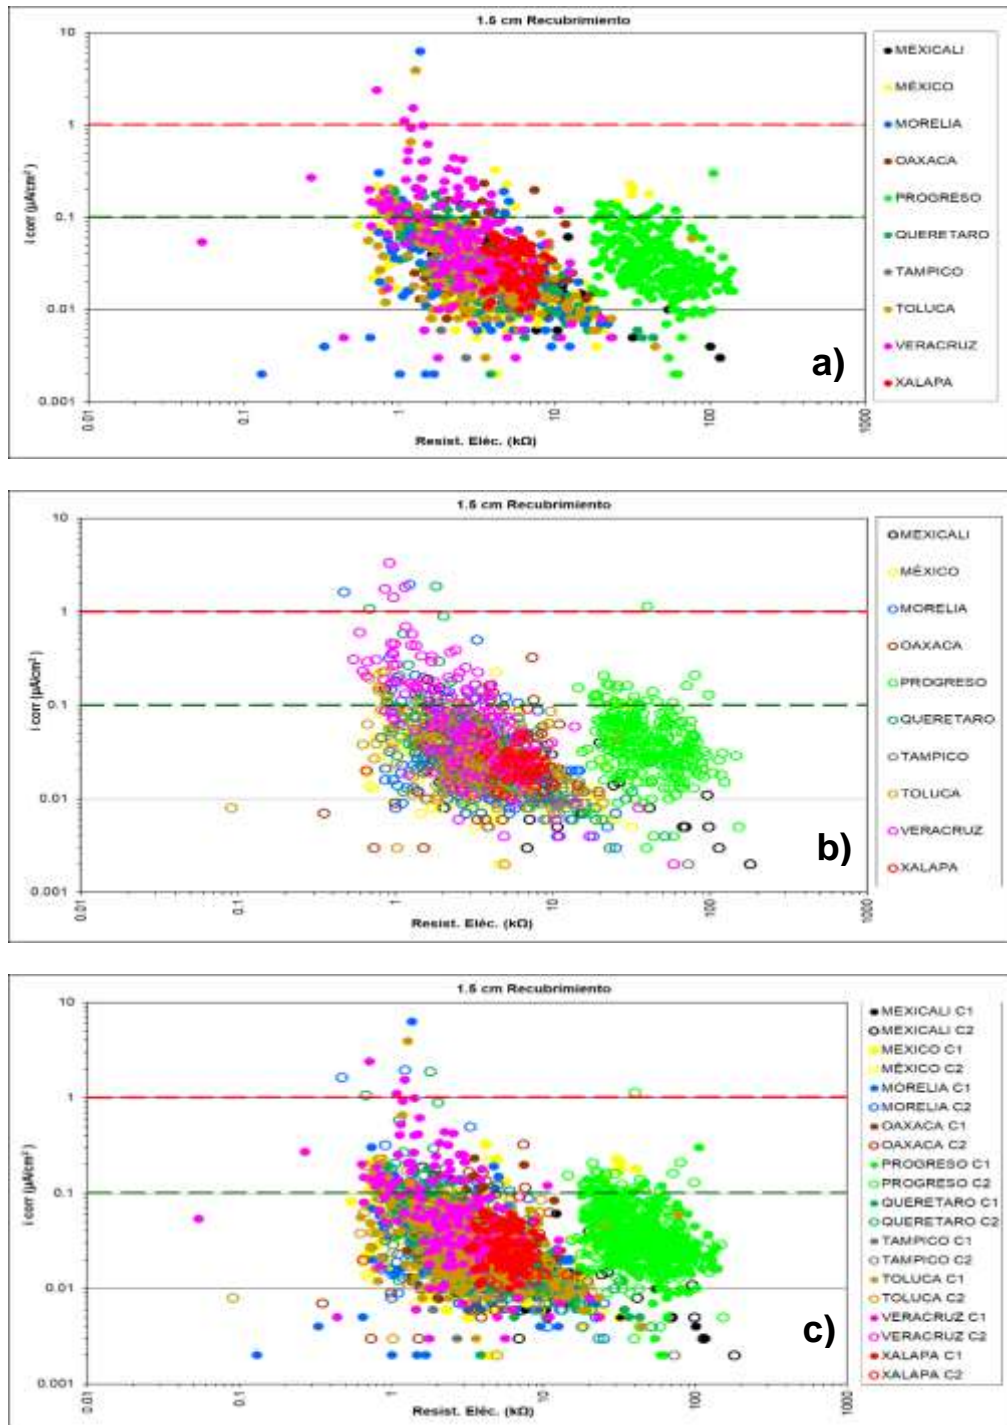 1.5 cm Recubrimiento
10
1
0.1
0.01
0.001
i corr (µA/cm²)
0.01
0.1
1
10
100
1000
Resist. Eléc. (kΩ)
MEXICALI
MÉXICO
MORELIA
OAXACA
PROGRESO
QUERETARO
TAMPICO
TOLUCA
VERACRUZ
XALAPA
a)
1.5 cm Recubrimiento
10
1
0.1
0.01
0.001
i corr (µA/cm²)
0.01
0.1
1
10
100
1000
Resist. Eléc. (kΩ)
MEXICALI
MÉXICO
MORELIA
OAXACA
PROGRESO
QUERETARO
TAMPICO
TOLUCA
VERACRUZ
XALAPA
b)
1.5 cm Recubrimiento
10
1
0.1
0.01
0.001
i corr (µA/cm²)
0.01
0.1
1
10
100
1000
Resist. Eléc. (kΩ)
MEXICALI C1
MEXICALI C2
MEXICO C1
MÉXICO C2
MORELIA C1
MORELIA C2
OAXACA C1
OAXACA C2
PROGRESO C1
PROGRESO C2
QUERETARO C1
QUERETARO C2
TAMPICO C1
TAMPICO C2
TOLUCA C1
TOLUCA C2
VERACRUZ C1
VERACRUZ C2
XALAPA C1
XALAPA C2
c)